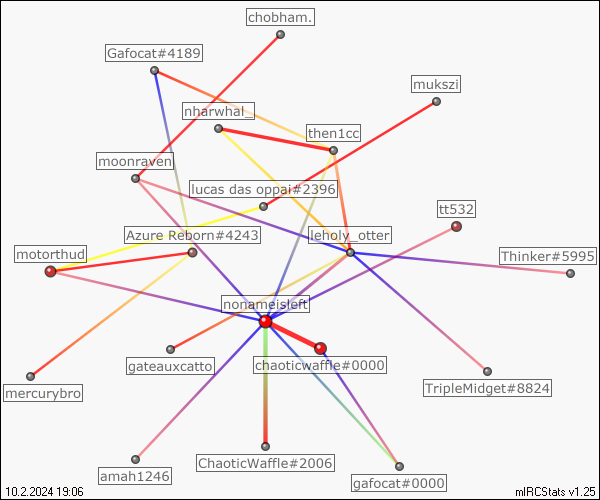 chobham.
Gafocat#4189
mukszi
nharwhal_
then1cc
moonraven
lucas das oppai#2396
tt532
Azure Reborn#4243
leholy_otter
motorthud
Thinker#5995
nonameisleft
gateauxcatto
chaoticwaffle#0000
mercurybro
TripleMidget#8824
ChaoticWaffle#2006
amah1246
gafocat#0000
10.2.2024 19:06
mIRCStats v1.25